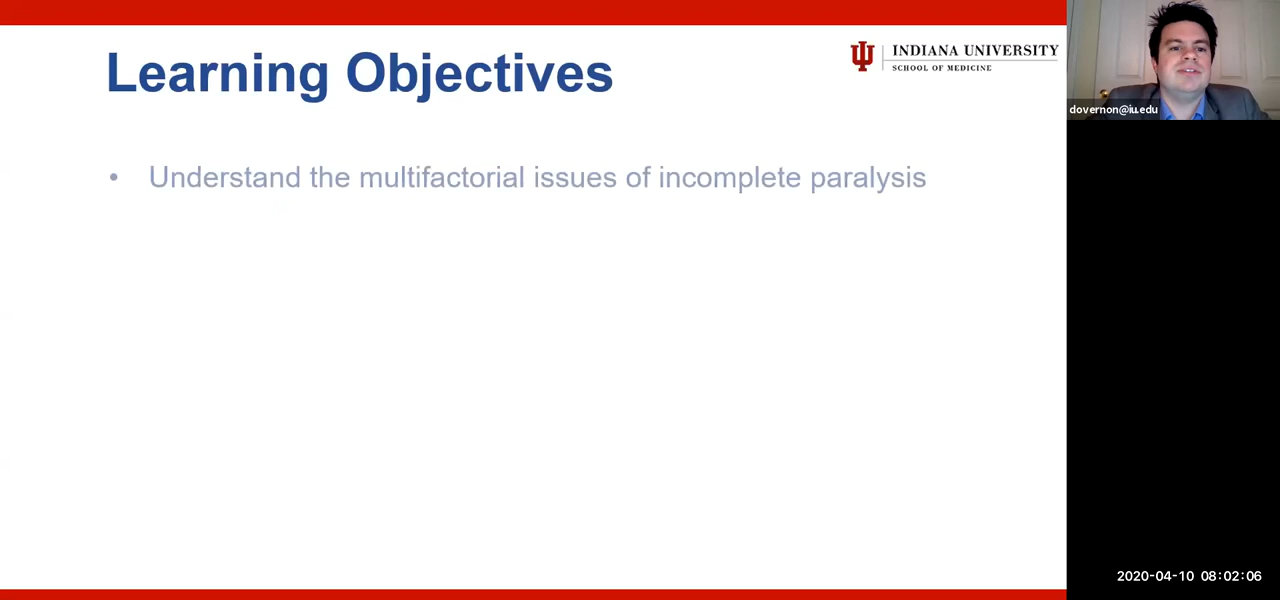 Learning Objectives
INDIANA UNIVERSITY
SCHOOL OF MEDICINE
dovernon@iu.edu
• Understand the multifactorial issues of incomplete paralysis
2020-04-10 08:02:06